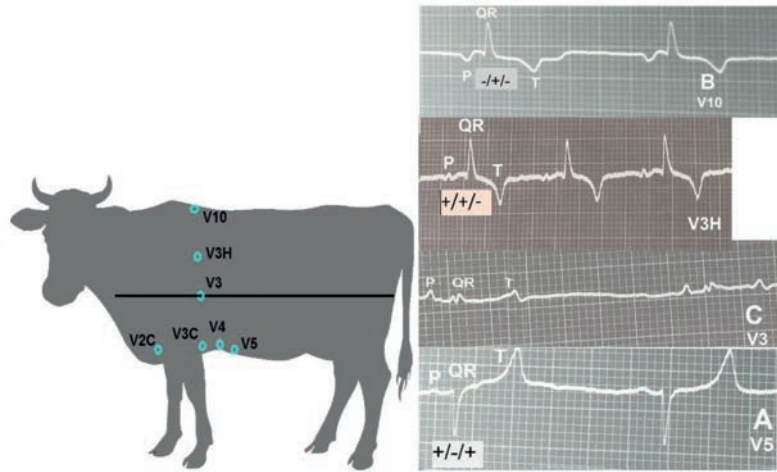 V10
V3H
V3
V2C
V3C
V4
V5
QR
P
-/+/-
T
B
V10
QR
P
T
+/+/-
V3H
P
QR
T
C
V3
T
P
QR
A
+/-/+
V5